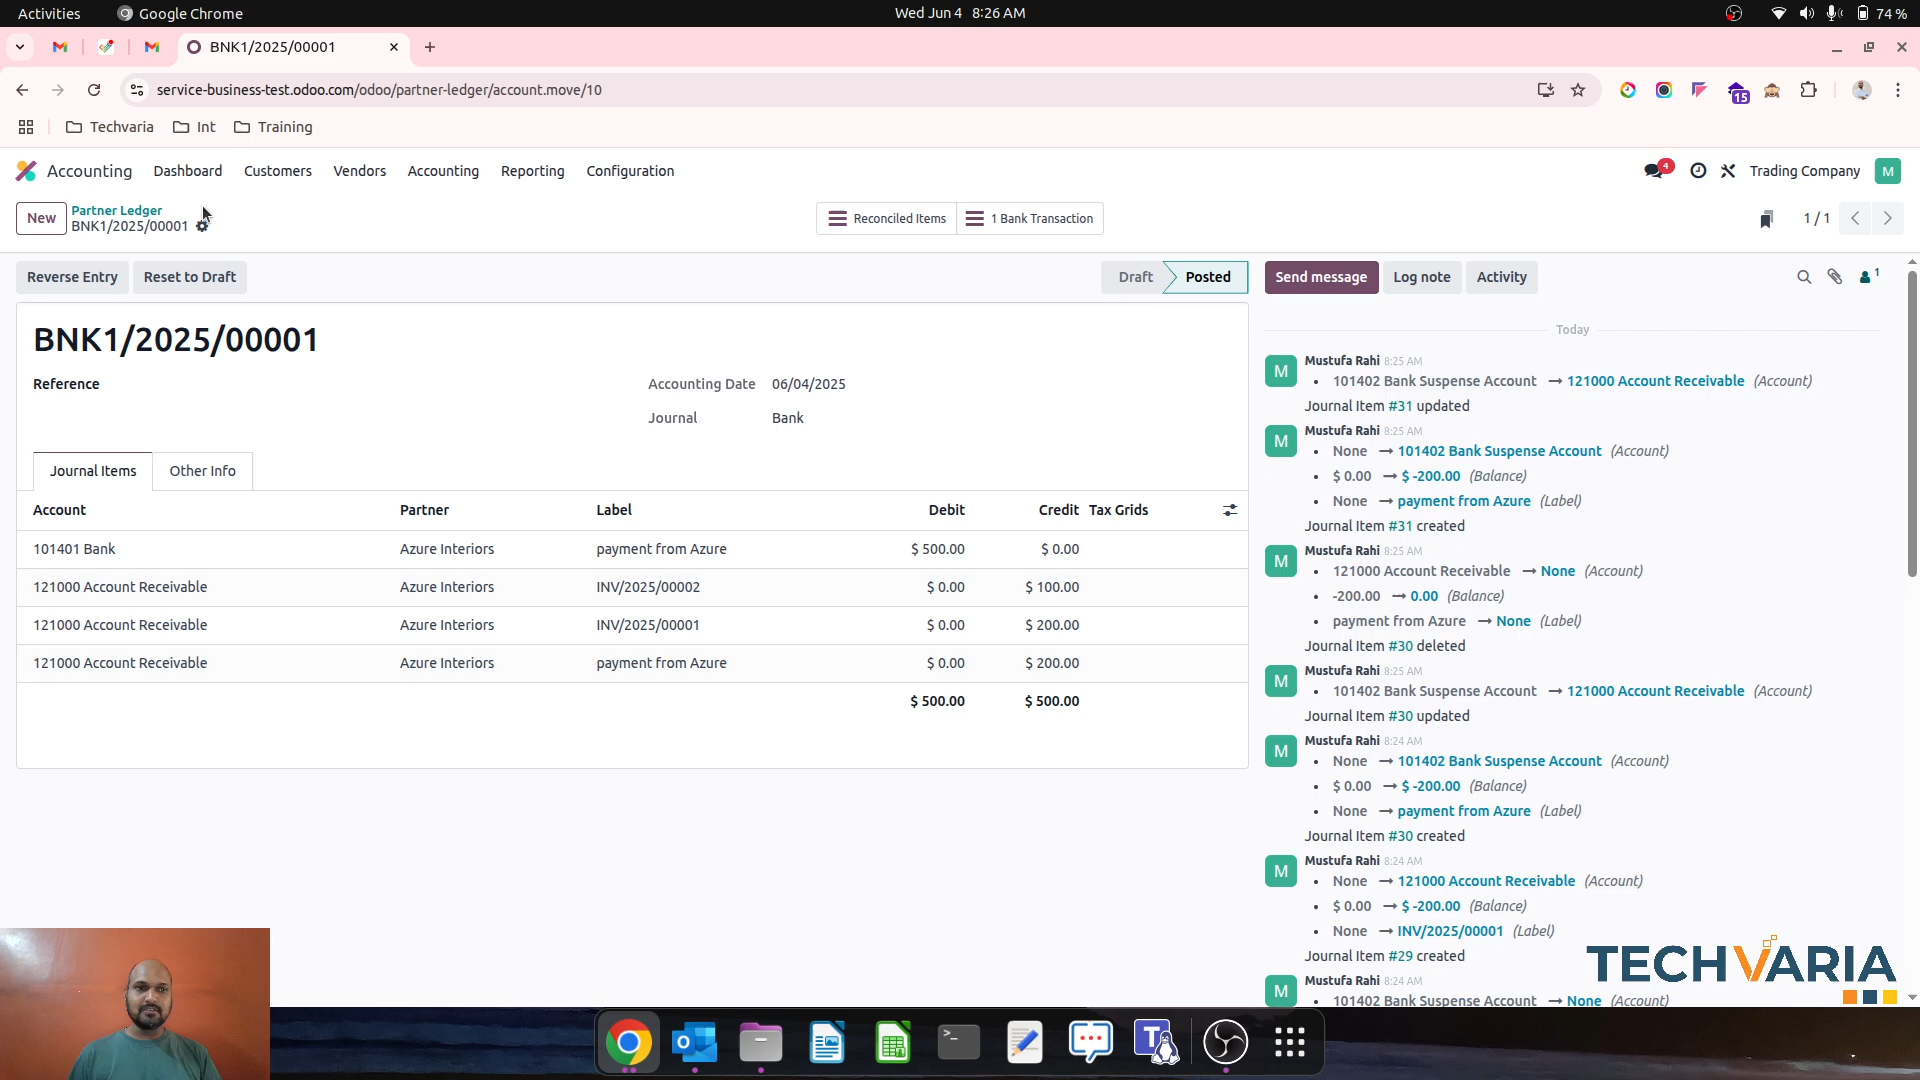 Activities Google Chrome Wed Jun 4 8:26 AM 74 %
BNK1/2025/00001
service-business-test.odoo.com/odoo/partner-ledger/account.move/10
15
Techvaria Int Training
Accounting Dashboard Customers Vendors Accounting Reporting Configuration 4 Trading Company M
New Partner Ledger
BNK1/2025/00001 Reconciled Items 1 Bank Transaction 1 / 1
Reverse Entry Reset to Draft Draft Posted
BNK1/2025/00001
Reference Accounting Date 06/04/2025
Journal Bank
Journal Items Other Info
Account Partner Label Debit Credit Tax Grids
101401 Bank Azure Interiors payment from Azure $ 500.00 $ 0.00
121000 Account Receivable Azure Interiors INV/2025/00002 $ 0.00 $ 100.00
121000 Account Receivable Azure Interiors INV/2025/00001 $ 0.00 $ 200.00
121000 Account Receivable Azure Interiors payment from Azure $ 0.00 $ 200.00
$ 500.00 $ 500.00
Send message Log note Activity 1
Today
M Mustufa Rahi 8:25 AM
• 101402 Bank Suspense Account → 121000 Account Receivable (Account)
Journal Item #31 updated
M Mustufa Rahi 8:25 AM
• None → 101402 Bank Suspense Account (Account)
• $ 0.00 → $ -200.00 (Balance)
• None → payment from Azure (Label)
Journal Item #31 created
M Mustufa Rahi 8:25 AM
• 121000 Account Receivable → None (Account)
• -200.00 → 0.00 (Balance)
• payment from Azure → None (Label)
Journal Item #30 deleted
M Mustufa Rahi 8:25 AM
• 101402 Bank Suspense Account → 121000 Account Receivable (Account)
Journal Item #30 updated
M Mustufa Rahi 8:24 AM
• None → 101402 Bank Suspense Account (Account)
• $ 0.00 → $ -200.00 (Balance)
• None → payment from Azure (Label)
Journal Item #30 created
M Mustufa Rahi 8:24 AM
• None → 121000 Account Receivable (Account)
• $ 0.00 → $ -200.00 (Balance)
• None → INV/2025/00001 (Label)
Journal Item #29 created
M Mustufa Rahi 8:24 AM
• 101402 Bank Suspense Account → None (Account)
TECHVARIA